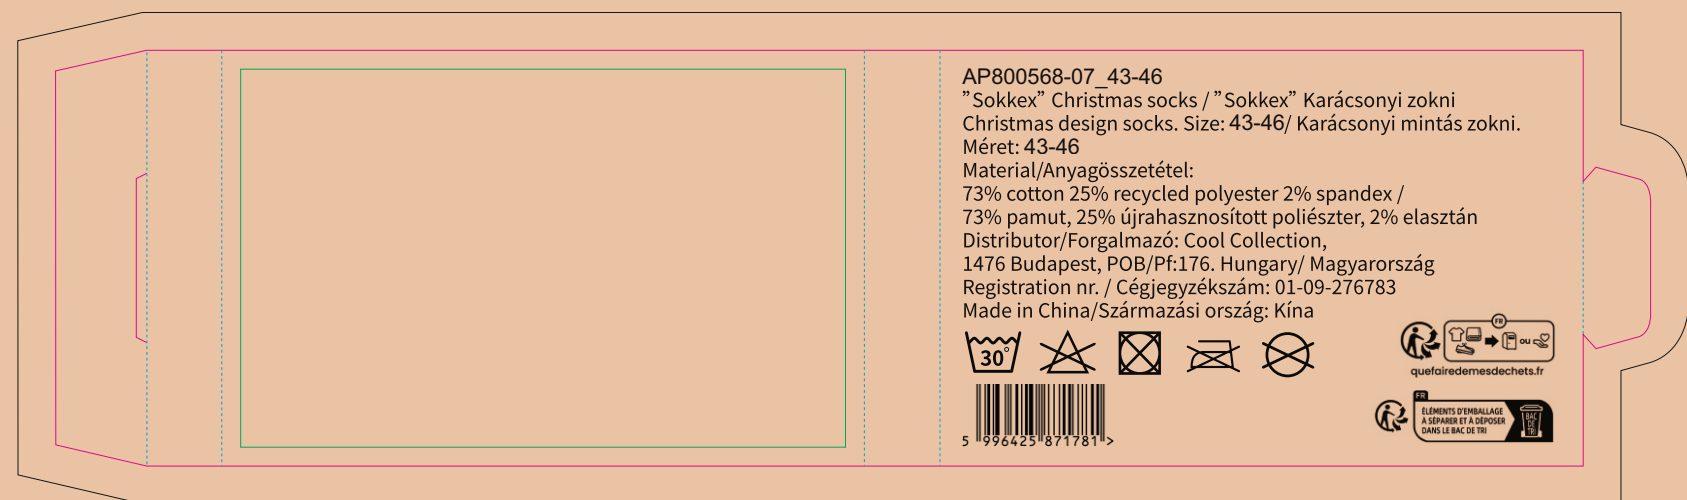 AP800568-07_43-46
”Sokkex” Christmas socks / ”Sokkex” Karácsonyi zokni
Christmas design socks. Size: 43-46/ Karácsonyi mintás zokni.
Méret: 43-46
Material/Anyagösszetétel:
73% cotton 25% recycled polyester 2% spandex /
73% pamut, 25% újrahasznosított poliészter, 2% elasztán
Distributor/Forgalmazó: Cool Collection,
1476 Budapest, POB/Pf:176. Hungary/ Magyarország
Registration nr. / Cégjegyzékszám: 01-09-276783
Made in China/Származási ország: Kína
30°
FR
ou
quefairedemesdechets.fr
5 996425 871781 >
FR
ÉLÉMENTS D'EMBALLAGE
À SÉPARER ET À DÉPOSER
DANS LE BAC DE TRI
BAC
DE
TRI